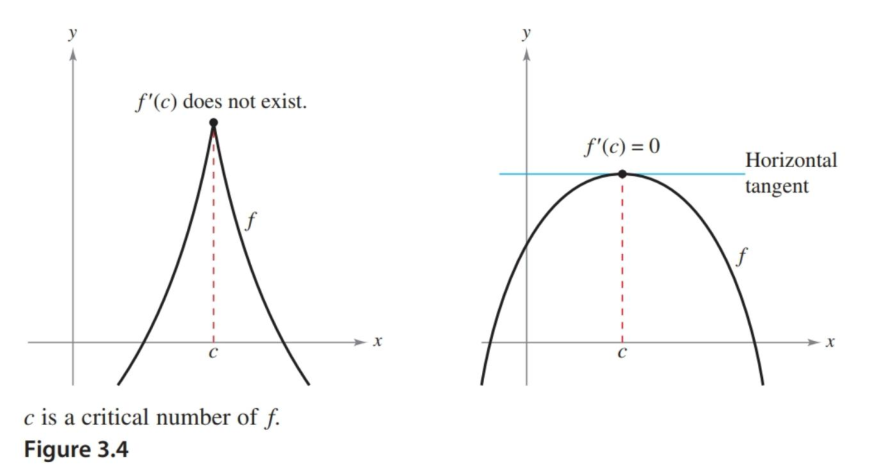 y
f'(c) does not exist.
f
x
c
y
f'(c) = 0
Horizontal
tangent
f
x
c
c is a critical number of f.
Figure 3.4